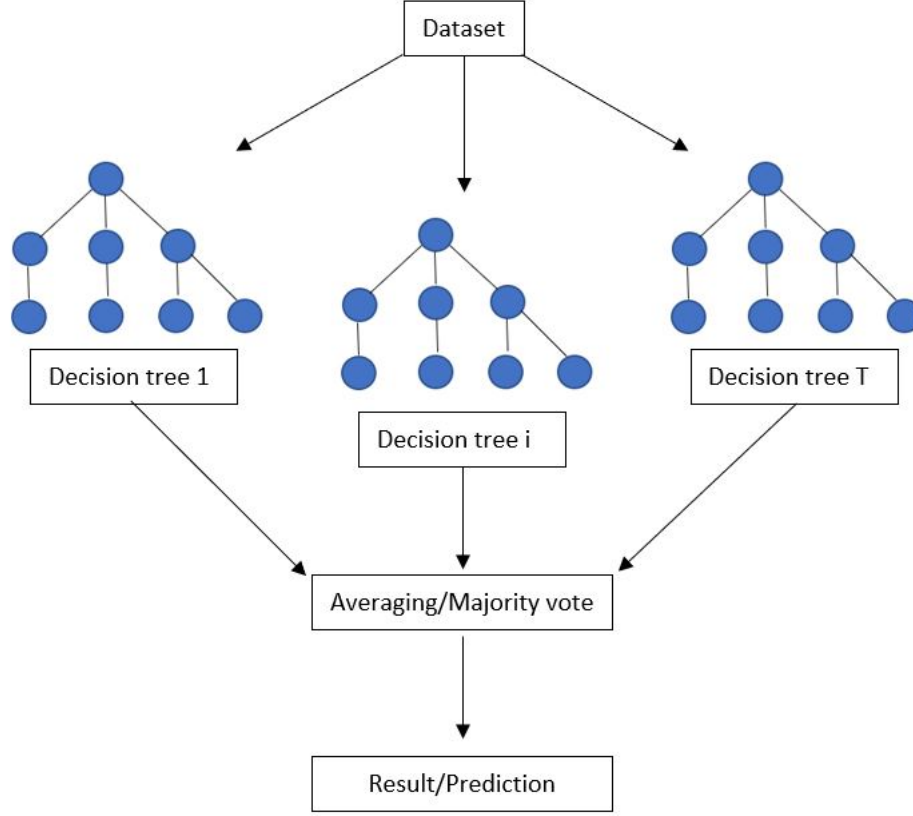 Dataset
Decision tree 1
Decision tree i
Decision tree T
Averaging/Majority vote
Result/Prediction